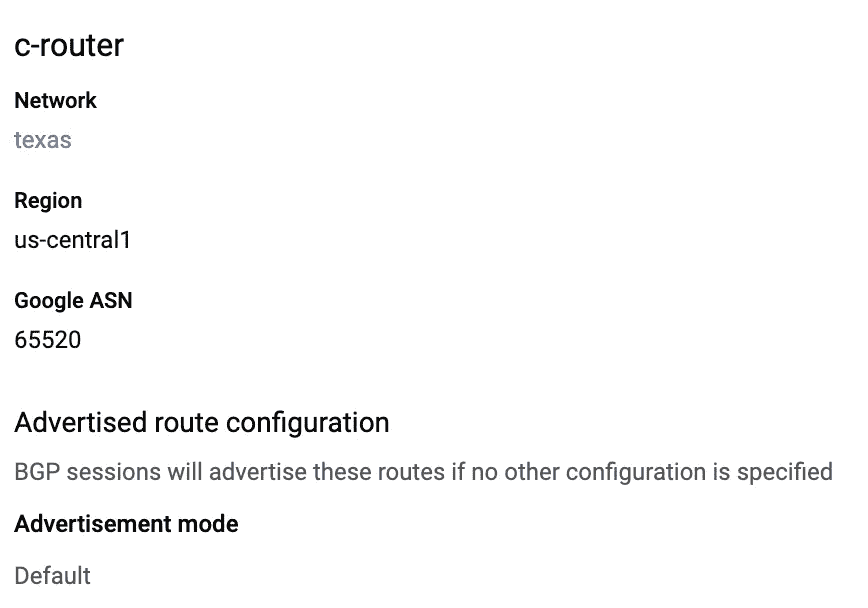 c-router
Network
texas
Region
us-central1
Google ASN
65520
Advertised route configuration
BGP sessions will advertise these routes if no other configuration is specified
Advertisement mode
Default